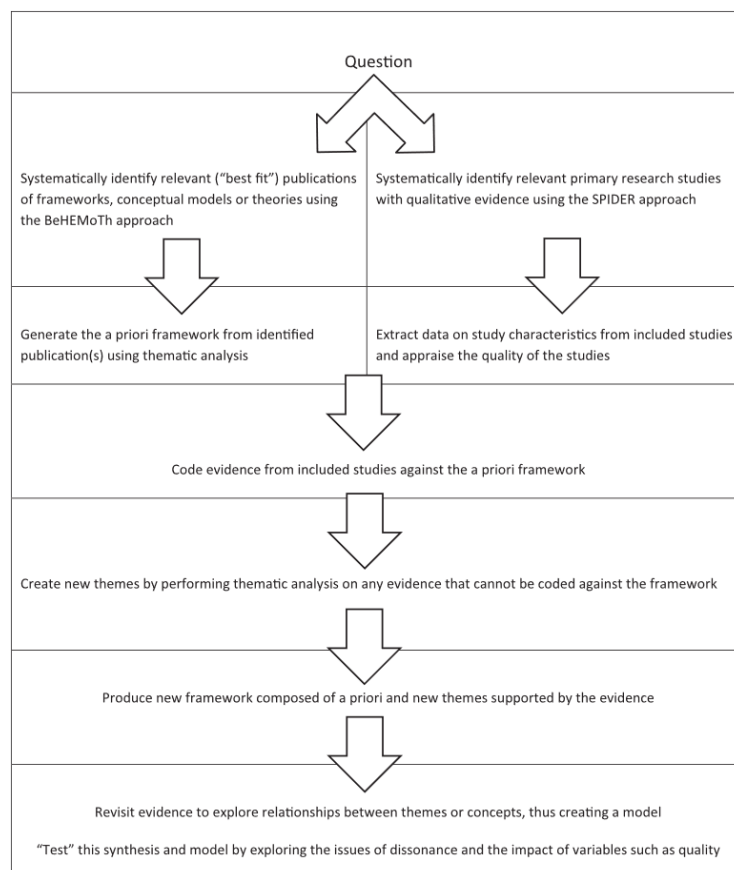 Question
Systematically identify relevant (“best fit”) publications
of frameworks, conceptual models or theories using
the BeHEMoTh approach
Systematically identify relevant primary research studies
with qualitative evidence using the SPIDER approach
Generate the a priori framework from identified
publication(s) using thematic analysis
Extract data on study characteristics from included studies
and appraise the quality of the studies
Code evidence from included studies against the a priori framework
Create new themes by performing thematic analysis on any evidence that cannot be coded against the framework
Produce new framework composed of a priori and new themes supported by the evidence
Revisit evidence to explore relationships between themes or concepts, thus creating a model
“Test” this synthesis and model by exploring the issues of dissonance and the impact of variables such as quality